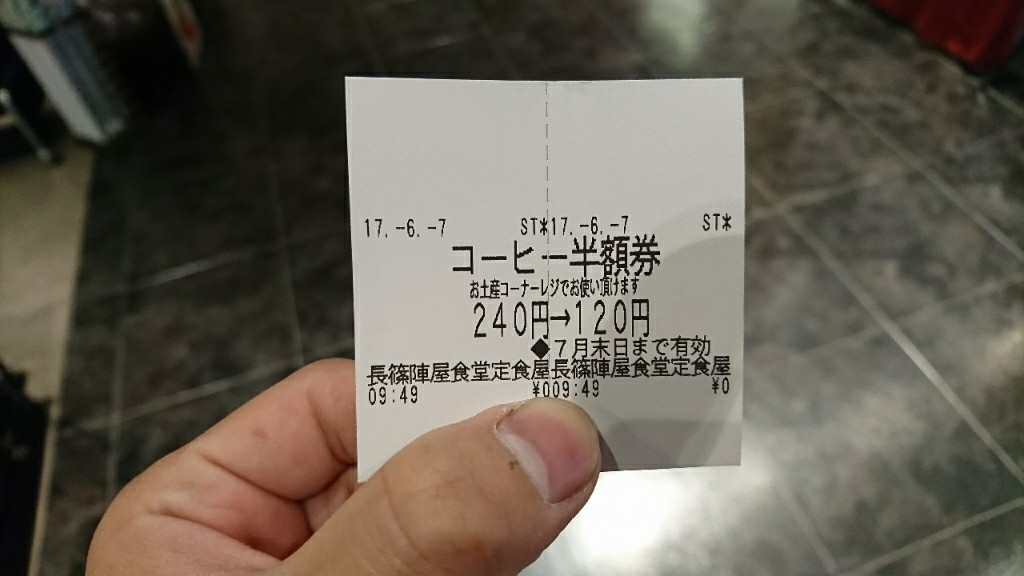 17.-6.-7 ST*17.-6.-7 ST*
コーヒー半額券
お土産コーナーレジでお使い頂けます
240円→120円
◆7月末日まで有効
長篠陣屋食堂定食屋長篠陣屋食堂定食屋
09:49 ¥009:49 ¥0